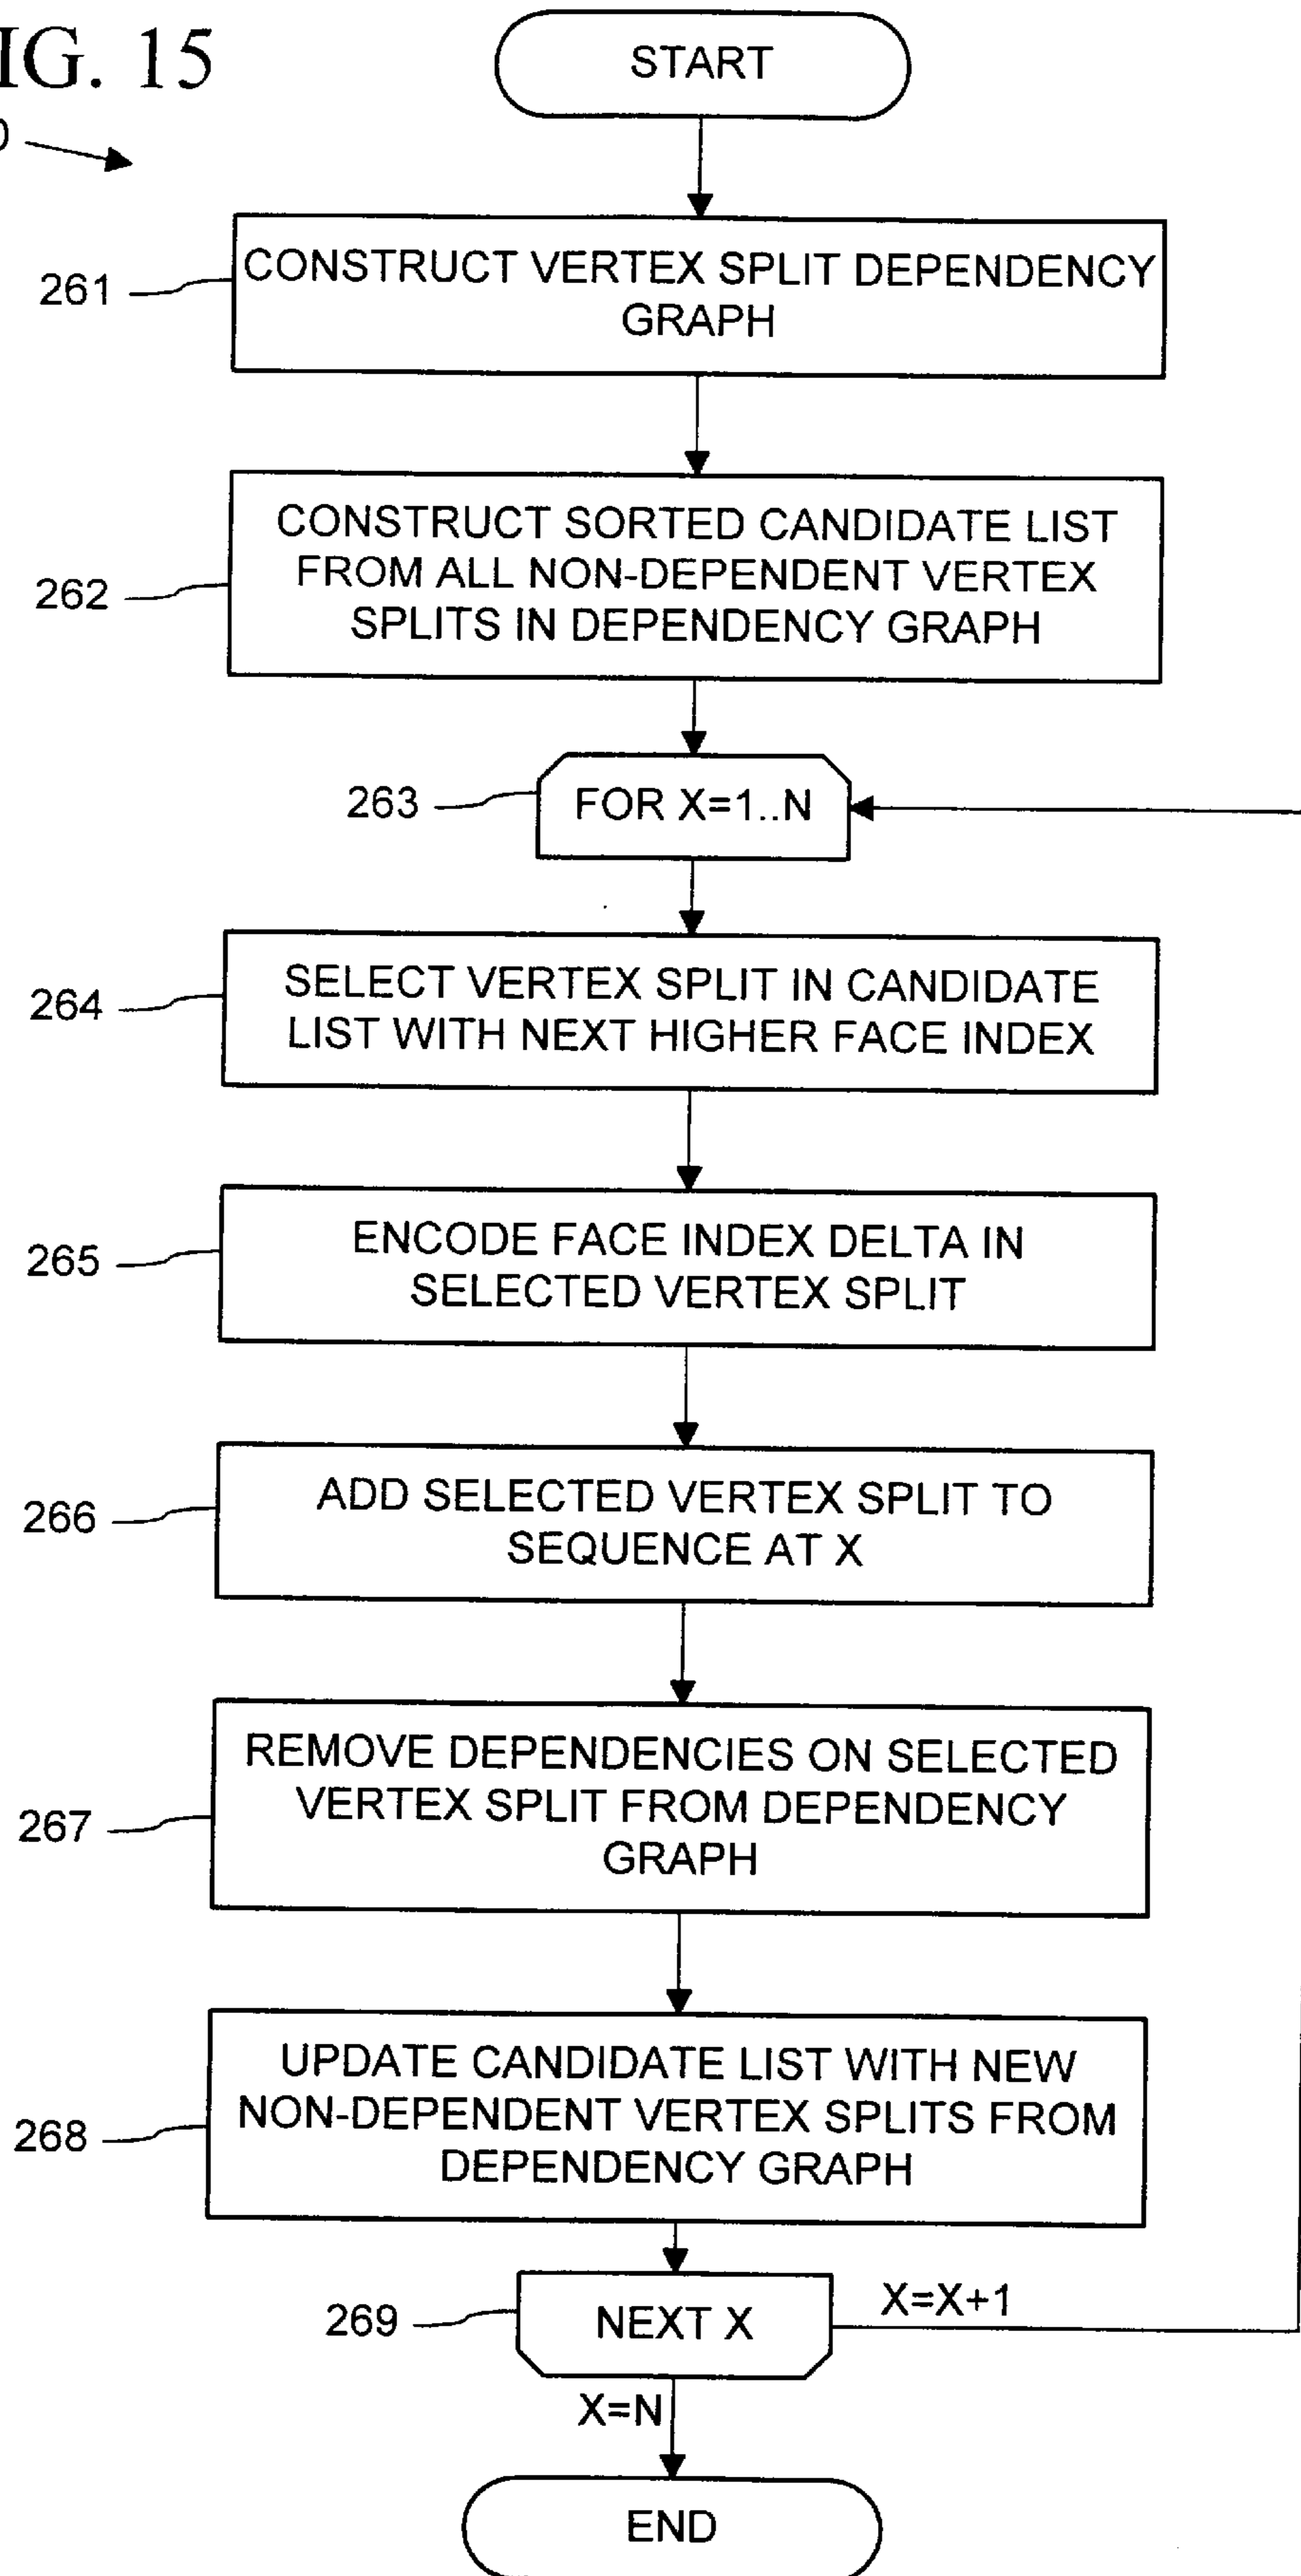 IG. 15
0
START
261
CONSTRUCT VERTEX SPLIT DEPENDENCY
GRAPH
262
CONSTRUCT SORTED CANDIDATE LIST
FROM ALL NON-DEPENDENT VERTEX
SPLITS IN DEPENDENCY GRAPH
263
FOR X=1..N
264
SELECT VERTEX SPLIT IN CANDIDATE
LIST WITH NEXT HIGHER FACE INDEX
265
ENCODE FACE INDEX DELTA IN
SELECTED VERTEX SPLIT
266
ADD SELECTED VERTEX SPLIT TO
SEQUENCE AT X
267
REMOVE DEPENDENCIES ON SELECTED
VERTEX SPLIT FROM DEPENDENCY
GRAPH
268
UPDATE CANDIDATE LIST WITH NEW
NON-DEPENDENT VERTEX SPLITS FROM
DEPENDENCY GRAPH
269
NEXT X
X=X+1
X=N
END